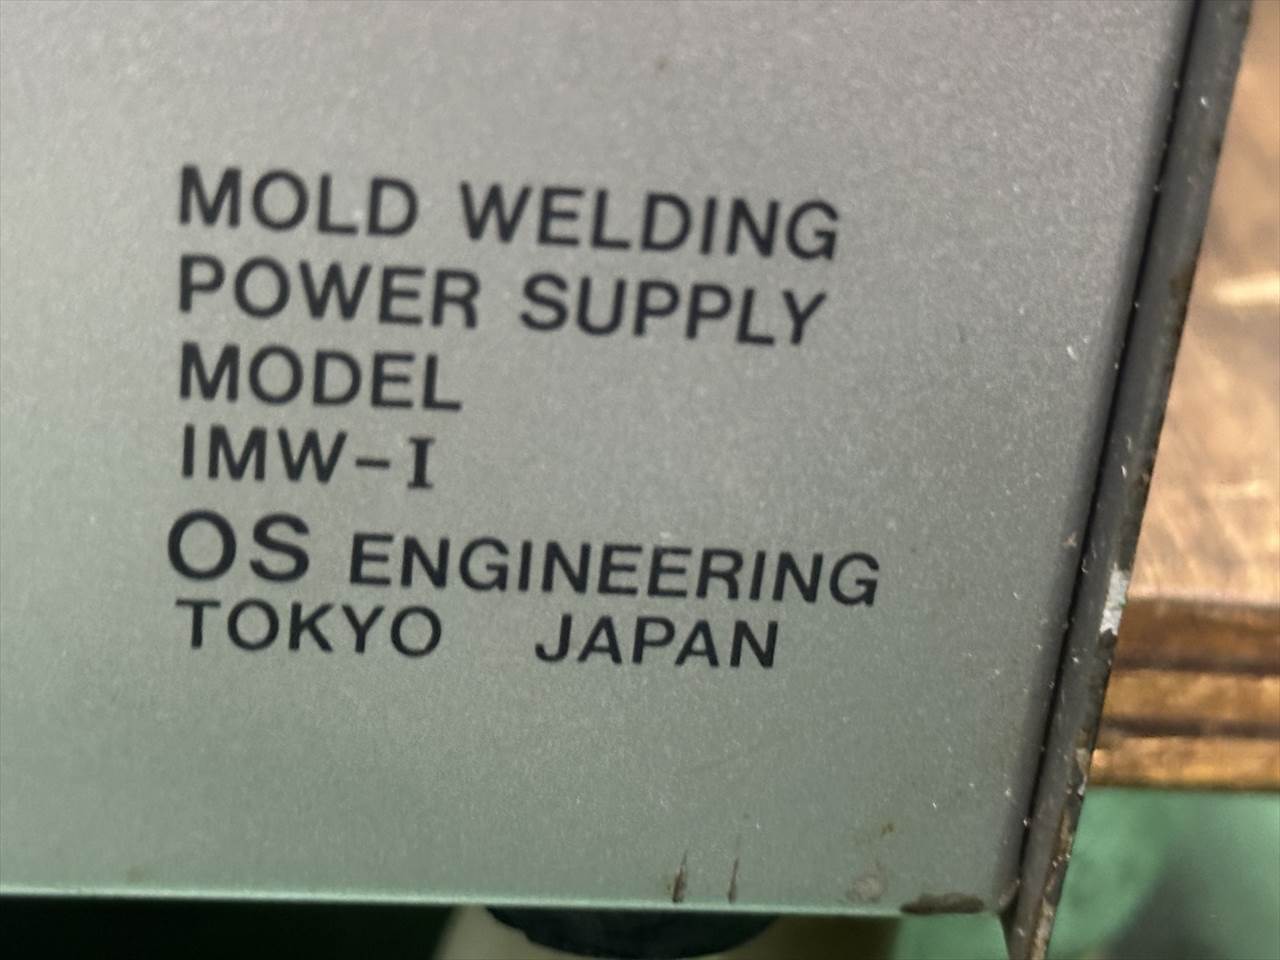 MOLD WELDING
POWER SUPPLY
MODEL
IMW-I
OS ENGINEERING
TOKYO JAPAN